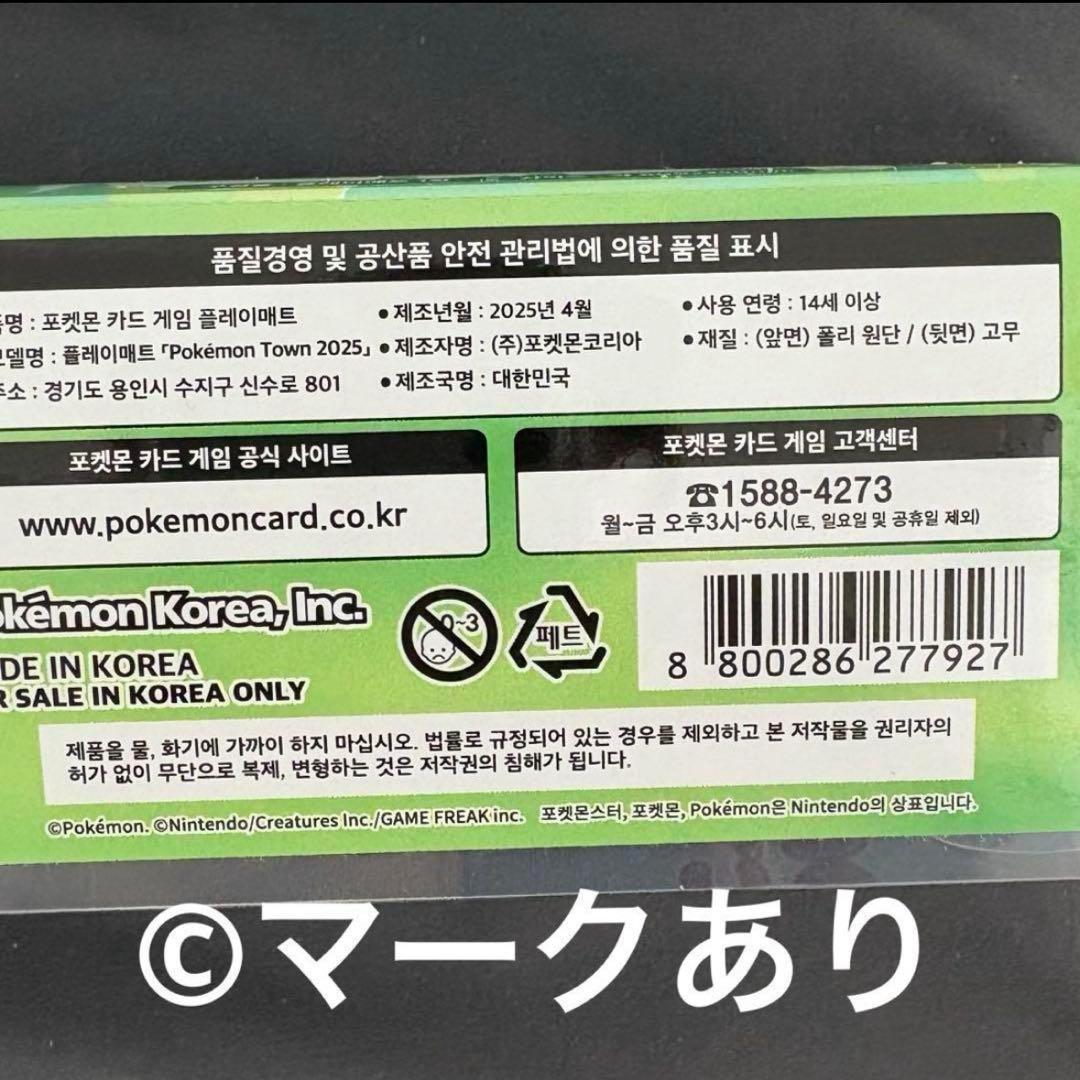 품질경영 및 공산품 안전 관리법에 의한 품질 표시
품명 : 포켓몬 카드 게임 플레이매트
모델명 : 플레이매트 「Pokémon Town 2025」
주소 : 경기도 용인시 수지구 신수로 801
● 제조년월 : 2025년 4월
● 제조자명 : (주)포켓몬코리아
● 제조국명 : 대한민국
● 사용 연령 : 14세 이상
● 재질 : (앞면) 폴리 원단 / (뒷면) 고무
포켓몬 카드 게임 공식 사이트
www.pokemoncard.co.kr
포켓몬 카드 게임 고객센터
☎1588-4273
월~금 오후3시~6시(토, 일요일 및 공휴일 제외)
Pokémon Korea, Inc.
DE IN KOREA
R SALE IN KOREA ONLY
0~3
페트
8 800286 277927
제품을 물, 화기에 가까이 하지 마십시오. 법률로 규정되어 있는 경우를 제외하고 본 저작물을 권리자의
허가 없이 무단으로 복제, 변형하는 것은 저작권의 침해가 됩니다.
©Pokémon. ©Nintendo/Creatures Inc./GAME FREAK inc. 포켓몬스터, 포켓몬, Pokémon은 Nintendo의 상표입니다.
©マークあり